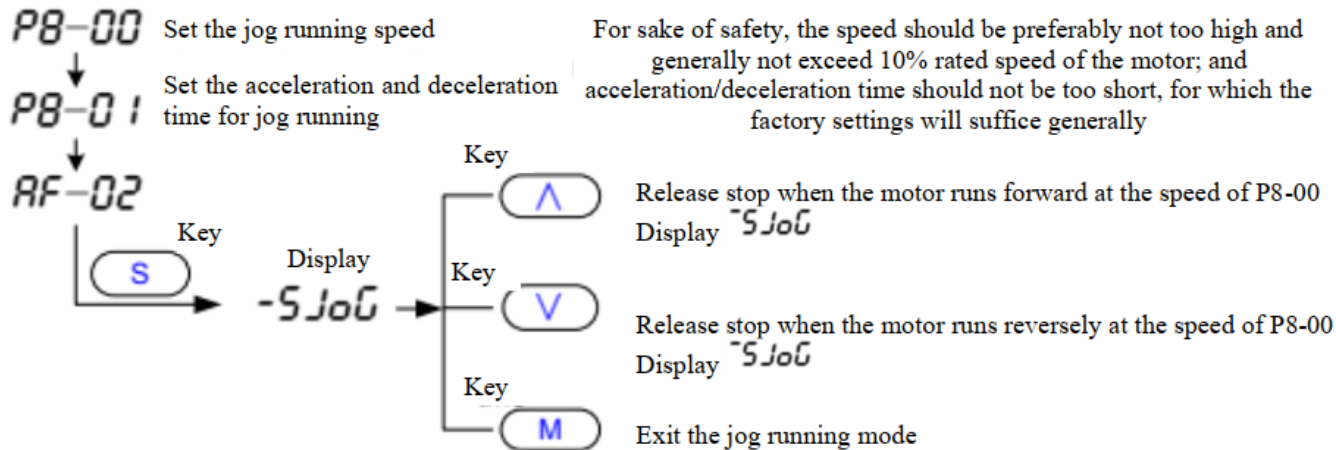 P8-00 Set the jog running speed
For sake of safety, the speed should be preferably not too high and
generally not exceed 10% rated speed of the motor; and
acceleration/deceleration time should not be too short, for which the
factory settings will suffice generally
P8-01 Set the acceleration and deceleration
time for jog running
AF-02
Key
S
Display
-SJoG
Key
Λ
Release stop when the motor runs forward at the speed of P8-00
Display -SJoG
Key
V
Release stop when the motor runs reversely at the speed of P8-00
Display -SJoG
Key
M
Exit the jog running mode